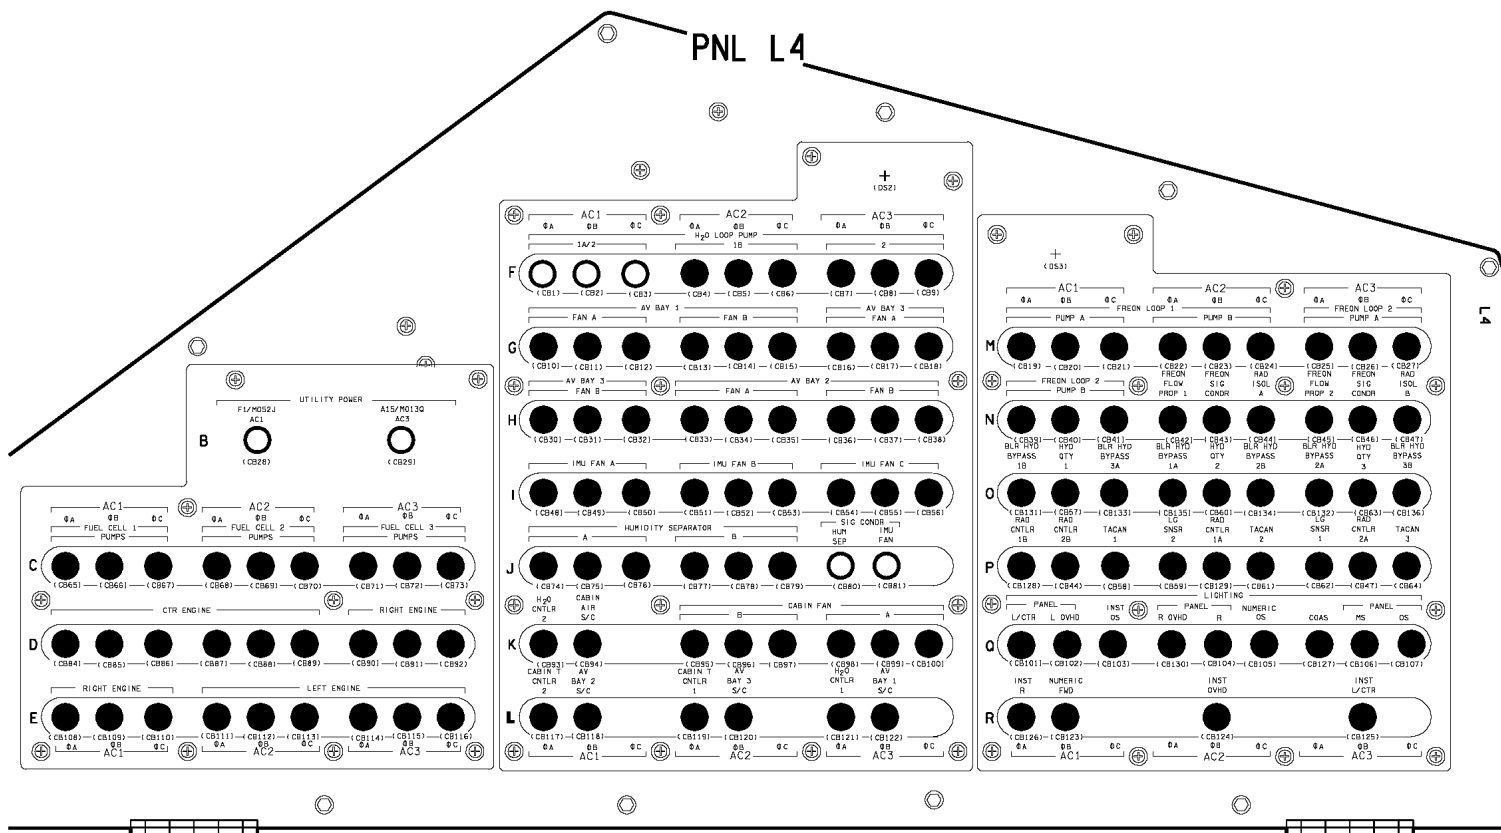 PNL L4
L4
UTILITY POWER
F1/MO52J A15/MO13Q
AC1 AC3
B
(CB28) (CB29)
AC1 AC2 AC3
ΦA ΦB ΦC ΦA ΦB ΦC ΦA ΦB ΦC
FUEL CELL 1 FUEL CELL 2 FUEL CELL 3
PUMPS PUMPS PUMPS
C
(CB65) (CB66) (CB67) (CB68) (CB69) (CB70) (CB71) (CB72) (CB73)
CTR ENGINE RIGHT ENGINE
D
(CB84) (CB85) (CB86) (CB87) (CB88) (CB89) (CB90) (CB91) (CB92)
RIGHT ENGINE LEFT ENGINE
E
(CB108) (CB109) (CB110) (CB111) (CB112) (CB113) (CB114) (CB115) (CB116)
ΦA ΦB ΦC ΦA ΦB ΦC ΦA ΦB ΦC
AC1 AC2 AC3
(DS2)
AC1 AC2 AC3
ΦA ΦB ΦC ΦA ΦB ΦC ΦA ΦB ΦC
H2O LOOP PUMP
1A/2 1B 2
F
(CB1) (CB2) (CB3) (CB4) (CB5) (CB6) (CB7) (CB8) (CB9)
AV BAY 1 AV BAY 3
FAN A FAN B FAN A
G
(CB10) (CB11) (CB12) (CB13) (CB14) (CB15) (CB16) (CB17) (CB18)
AV BAY 3 AV BAY 2
FAN B FAN A FAN B
H
(CB30) (CB31) (CB32) (CB33) (CB34) (CB35) (CB36) (CB37) (CB38)
IMU FAN A IMU FAN B IMU FAN C
I
(CB48) (CB49) (CB50) (CB51) (CB52) (CB53) (CB54) (CB55) (CB56)
HUMIDITY SEPARATOR SIG CONDR
A B HUM SEP IMU FAN
J
(CB74) (CB75) (CB76) (CB77) (CB78) (CB79) (CB80) (CB81)
H2O CNTLR 2 CABIN AIR S/C CABIN FAN
B A
K
(CB93) (CB94) (CB95) (CB96) (CB97) (CB98) (CB99) (CB100)
CABIN T CNTLR 2 AV BAY 2 S/C CABIN T CNTLR 1 AV BAY 3 S/C H2O CNTLR 1 AV BAY 1 S/C
L
(CB117) (CB118) (CB119) (CB120) (CB121) (CB122)
ΦA ΦB ΦC ΦA ΦB ΦC ΦA ΦB ΦC
AC1 AC2 AC3
(DS3)
AC1 AC2 AC3
ΦA ΦB ΦC ΦA ΦB ΦC ΦA ΦB ΦC
FREON LOOP 1 FREON LOOP 2
PUMP A PUMP B PUMP A
M
(CB19) (CB20) (CB21) (CB22) (CB23) (CB24) (CB25) (CB26) (CB27)
FREON LOOP 2 PUMP B FREON FLOW PROP 1 FREON SIG CONDR RAD ISOL A FREON FLOW PROP 2 FREON SIG CONDR RAD ISOL B
N
(CB39) (CB40) (CB41) (CB42) (CB43) (CB44) (CB45) (CB46) (CB47)
BLR HYD BYPASS 1B HYD QTY 1 BLR HYD BYPASS 3A BLR HYD BYPASS 1A HYD QTY 2 BLR HYD BYPASS 2B BLR HYD BYPASS 2A HYD QTY 3 BLR HYD BYPASS 3B
O
(CB131) (CB57) (CB133) (CB135) (CB60) (CB134) (CB132) (CB63) (CB136)
RAD CNTLR 1B RAD CNTLR 2B TACAN 1 LG SNSR 2 RAD CNTLR 1A TACAN 2 LG SNSR 1 RAD CNTLR 2A TACAN 3
P
(CB128) (CB44) (CB58) (CB59) (CB129) (CB61) (CB62) (CB47) (CB64)
LIGHTING
PANEL INST PANEL NUMERIC PANEL
L/CTR L OVHD OS R OVHD R OS COAS MS OS
Q
(CB101) (CB102) (CB103) (CB130) (CB104) (CB105) (CB127) (CB106) (CB107)
INST R NUMERIC FWD INST OVHD INST L/CTR
R
(CB126) (CB123) (CB124) (CB125)
ΦA ΦB ΦC ΦA ΦB ΦC ΦA ΦB ΦC
AC1 AC2 AC3